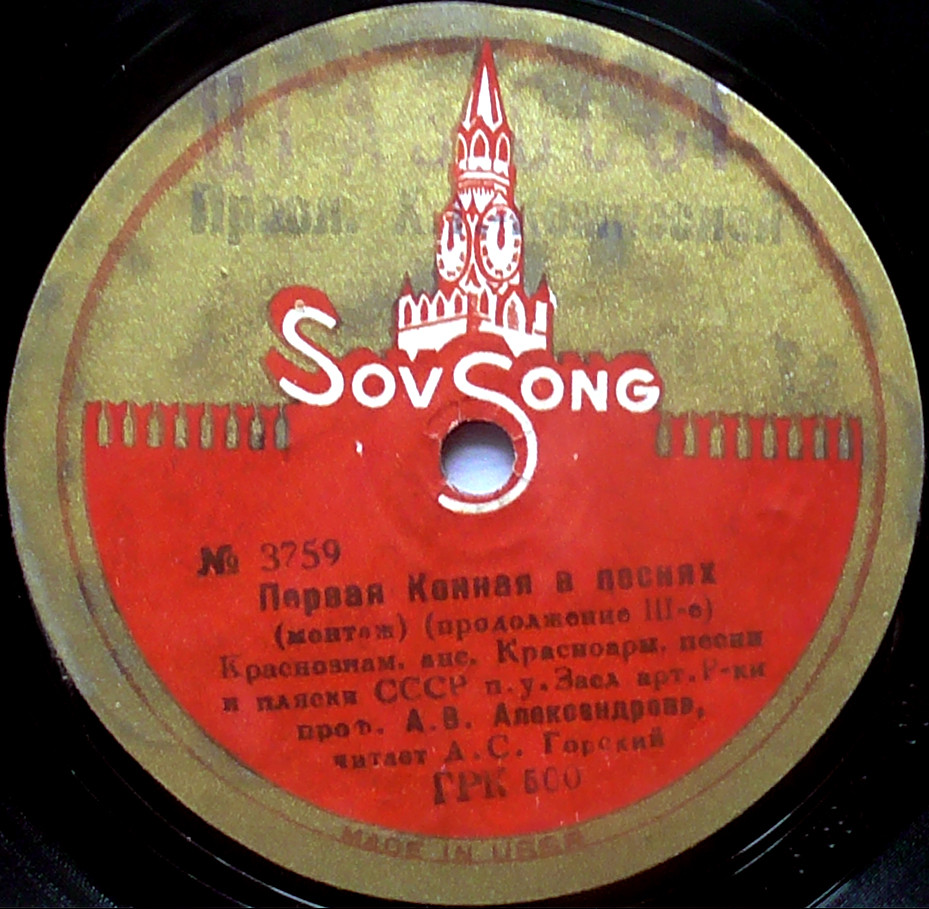 SOVSONG
№ 3759
Первая Конная в песнях
(монтаж) (продолжение III-е)
Краснознам. анс. Красноарм. песни
и пляски СССР п.у. Засл арт. Р-ки
проф. А.В. Александрова,
читает А.С. Горский
ГРК 500
MADE IN USSR